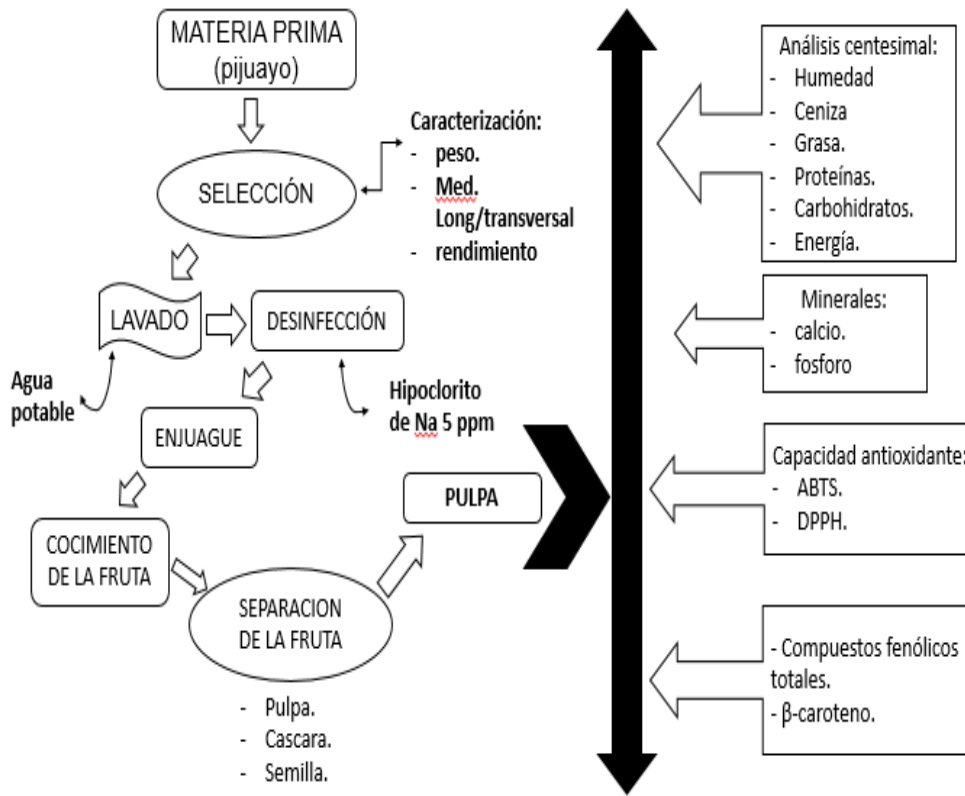 MATERIA PRIMA
(pijuayo)
SELECCIÓN
Caracterización:
- peso.
- Med.
Long/transversal
- rendimiento
LAVADO
DESINFECCIÓN
Agua
potable
Hipoclorito
de Na 5 ppm
ENJUAGUE
COCIMIENTO
DE LA FRUTA
SEPARACION
DE LA FRUTA
- Pulpa.
- Cascara.
- Semilla.
PULPA
Análisis centesimal:
- Humedad
- Ceniza
- Grasa.
- Proteínas.
- Carbohidratos.
- Energía.
Minerales:
- calcio.
- fosforo
Capacidad antioxidante:
- ABTS.
- DPPH.
- Compuestos fenólicos
totales.
- β-caroteno.